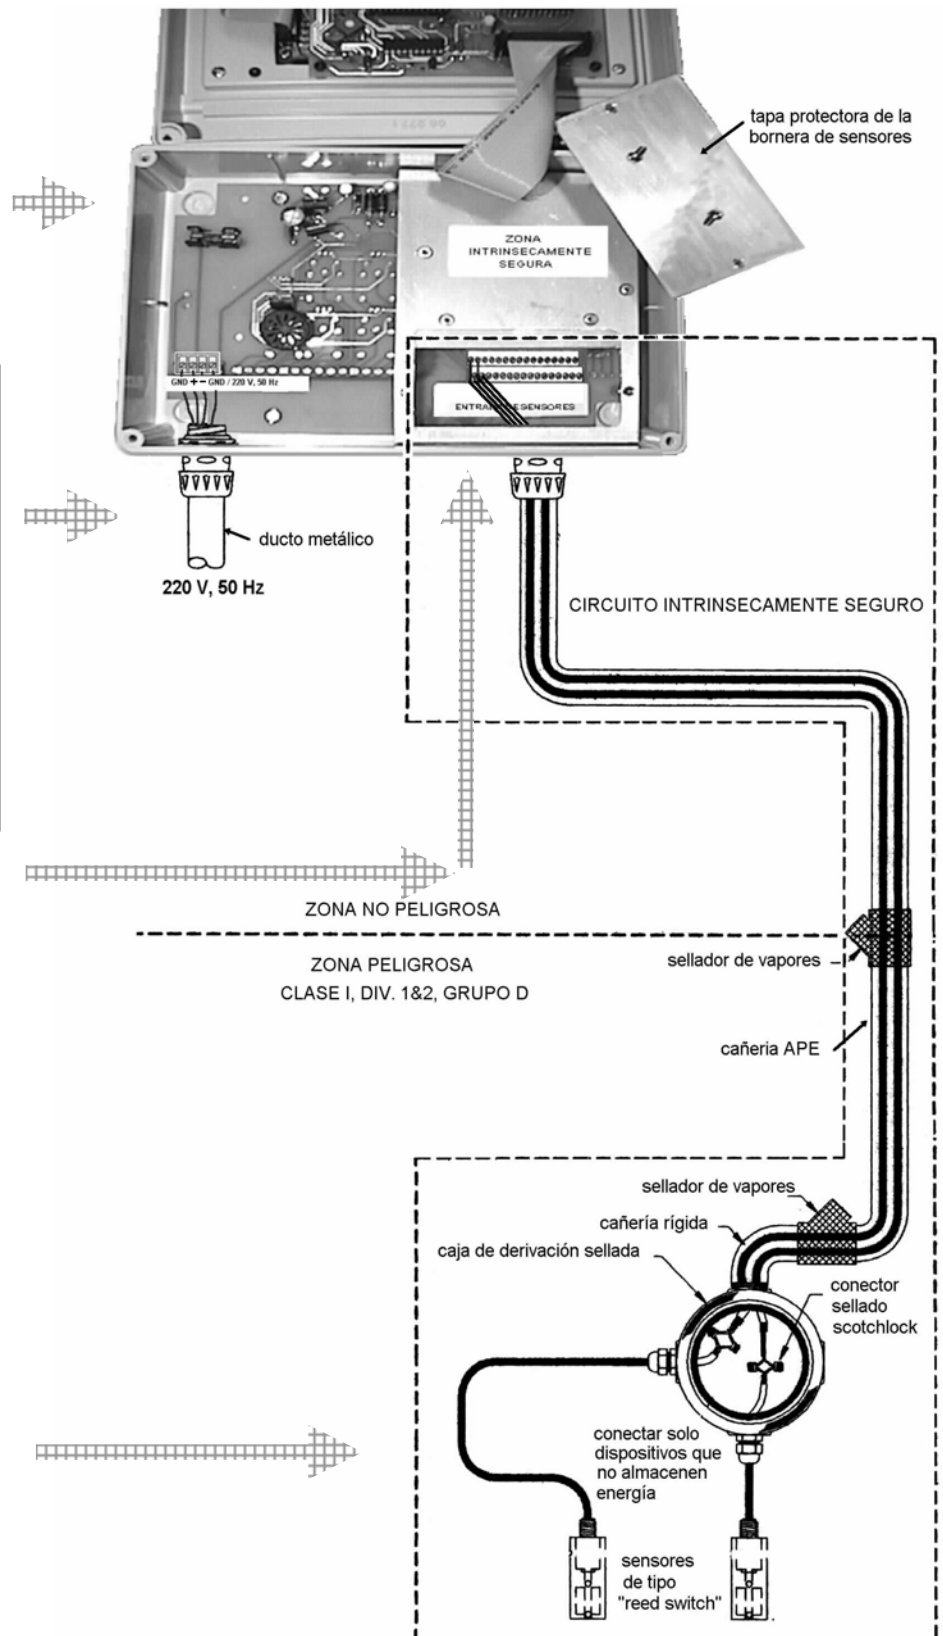 tapa protectora de la
bornera de sensores
ZONA
INTRINSECAMENTE
SEGURA
GND + - GND / 220 V, 50 Hz
SENSORES
ducto metálico
220 V, 50 Hz
CIRCUITO INTRINSECAMENTE SEGURO
ZONA NO PELIGROSA
sellador de vapores
ZONA PELIGROSA
CLASE I, DIV. 1&2, GRUPO D
cañeria APE
sellador de vapores
cañería rígida
caja de derivación sellada
conector
sellado
scotchlock
conectar solo
dispositivos que
no almacenen
energía
sensores
de tipo
"reed switch"